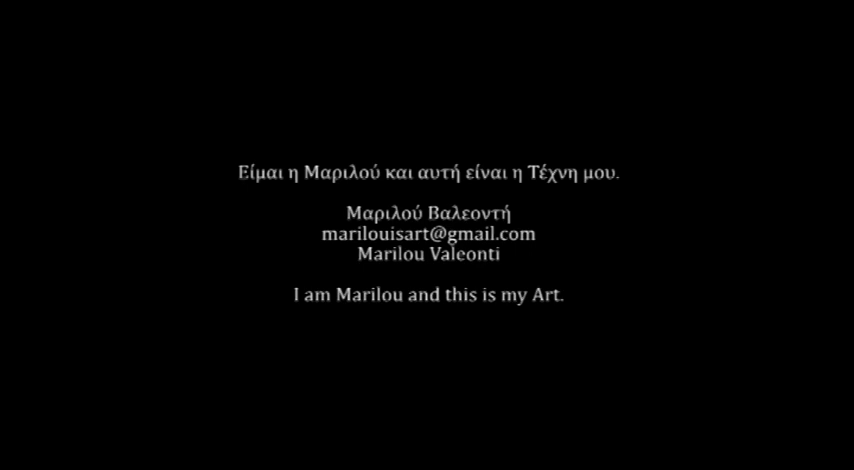 Είμαι η Μαριλού και αυτή είναι η Τέχνη μου.
Μαριλού Βαλεοντή
marilouisart@gmail.com
Marilou Valeonti
I am Marilou and this is my Art.